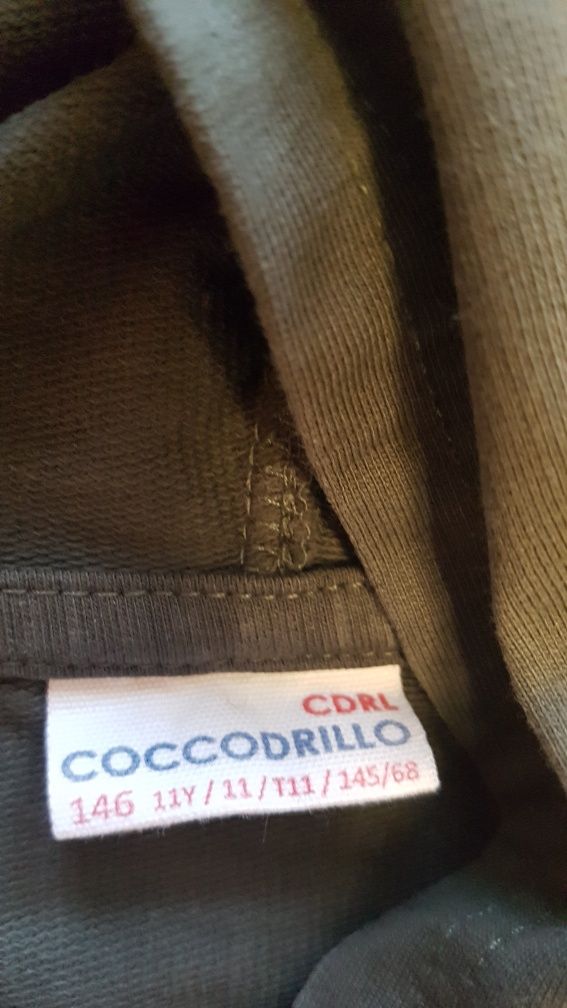 CDRL
COCCODRILLO
146 11Y / 11 / T11 / 145/68